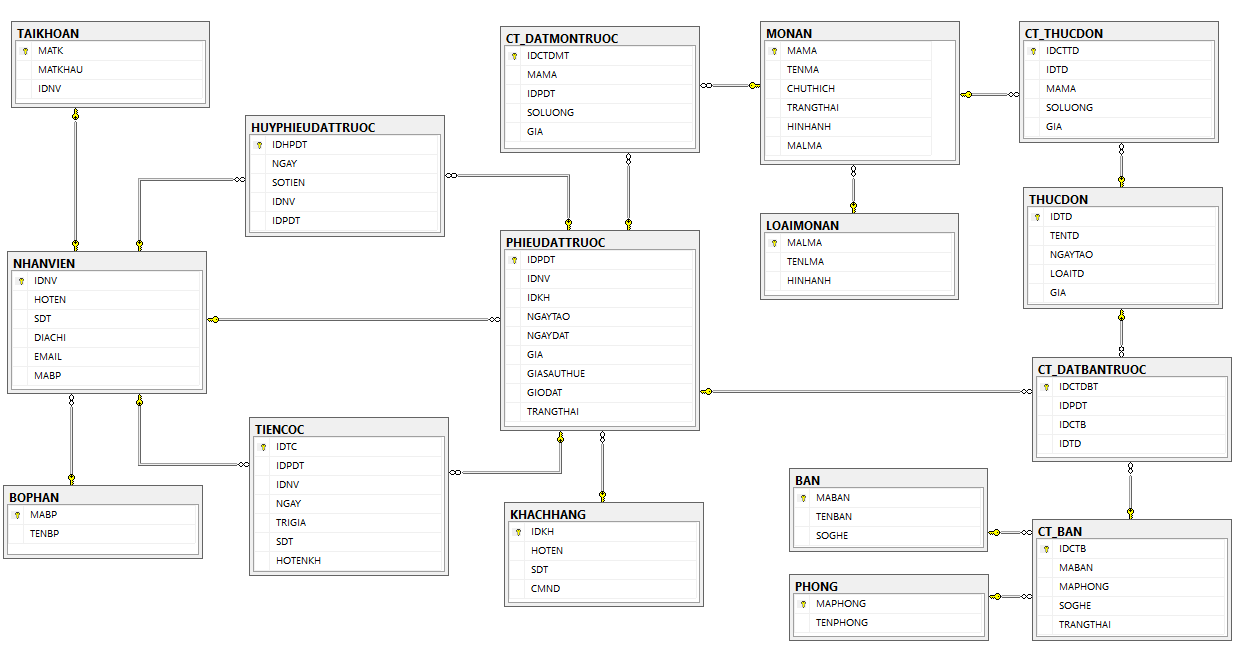 TAIKHOAN
MATK
MATKHAU
IDNV
HUYPHIEUDATTRUOC
IDHPDT
NGAY
SOTIEN
IDNV
IDPDT
CT_DATMONTRUOC
IDCTDMT
MAMA
IDPDT
SOLUONG
GIA
MONAN
MAMA
TENMA
CHUTHICH
TRANGTHAI
HINHANH
MALMA
CT_THUCDON
IDCTTD
IDTD
MAMA
SOLUONG
GIA
NHANVIEN
IDNV
HOTEN
SDT
DIACHI
EMAIL
MABP
PHIEUDATTRUOC
IDPDT
IDNV
IDKH
NGAYTAO
NGAYDAT
GIA
GIASAUTHUE
GIODAT
TRANGTHAI
LOAIMONAN
MALMA
TENLMA
HINHANH
THUCDON
IDTD
TENTD
NGAYTAO
LOAITD
GIA
CT_DATBANTRUOC
IDCTDBT
IDPDT
IDCTB
IDTD
BOPHAN
MABP
TENBP
TIENCOC
IDTC
IDPDT
IDNV
NGAY
TRIGIA
SDT
HOTENKH
KHACHHANG
IDKH
HOTEN
SDT
CMND
BAN
MABAN
TENBAN
SOGHE
PHONG
MAPHONG
TENPHONG
CT_BAN
IDCTB
MABAN
MAPHONG
SOGHE
TRANGTHAI